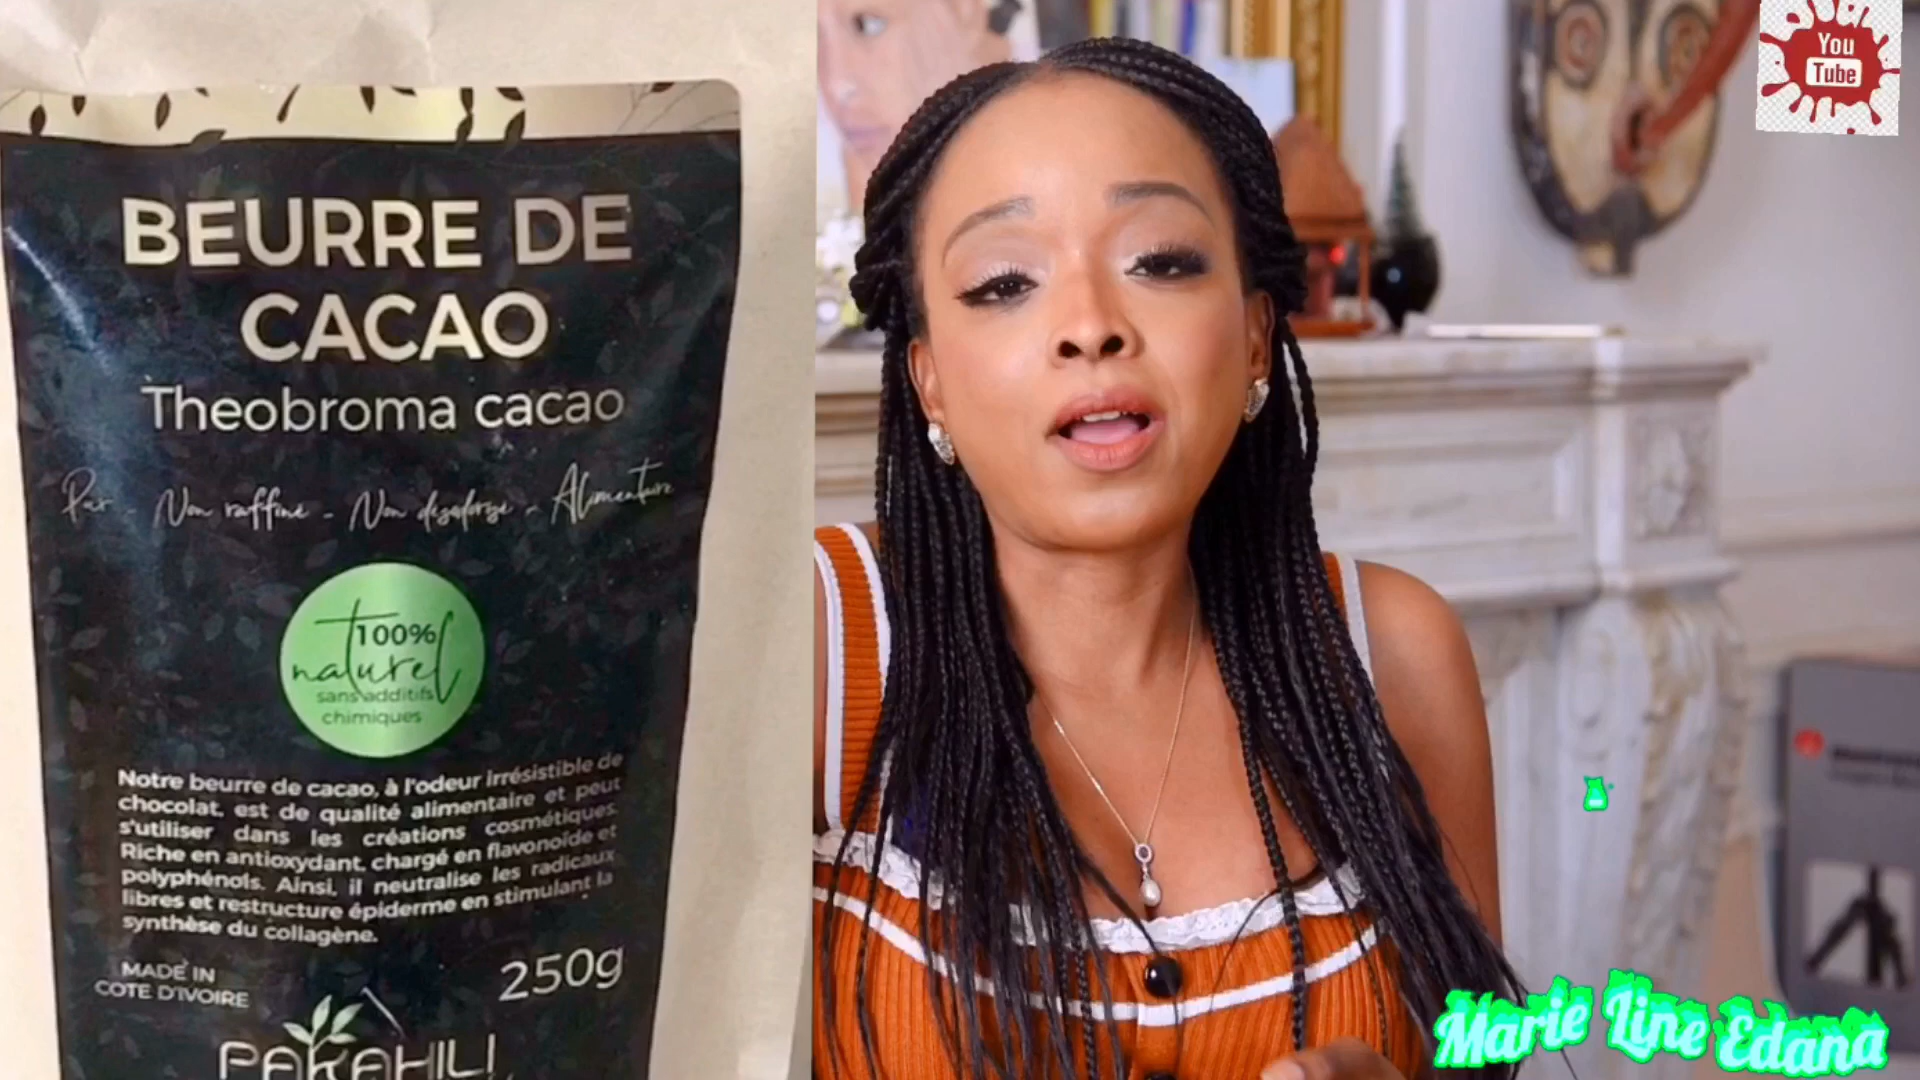 BEURRE DE
CACAO
Theobroma cacao
Pur - Non raffiné - Non désodorisé - Alimentaire
100%
naturel
sans additifs
chimiques
Notre beurre de cacao, à l'odeur irrésistible de
chocolat, est de qualité alimentaire et peut
s'utiliser dans les créations cosmétiques.
Riche en antioxydant, chargé en flavonoïde et
polyphénols. Ainsi, il neutralise les radicaux
libres et restructure épiderme en stimulant la
synthèse du collagène.
MADE IN
COTE D'IVOIRE
250g
PAKAHILI
You
Tube
Marie Line Edana